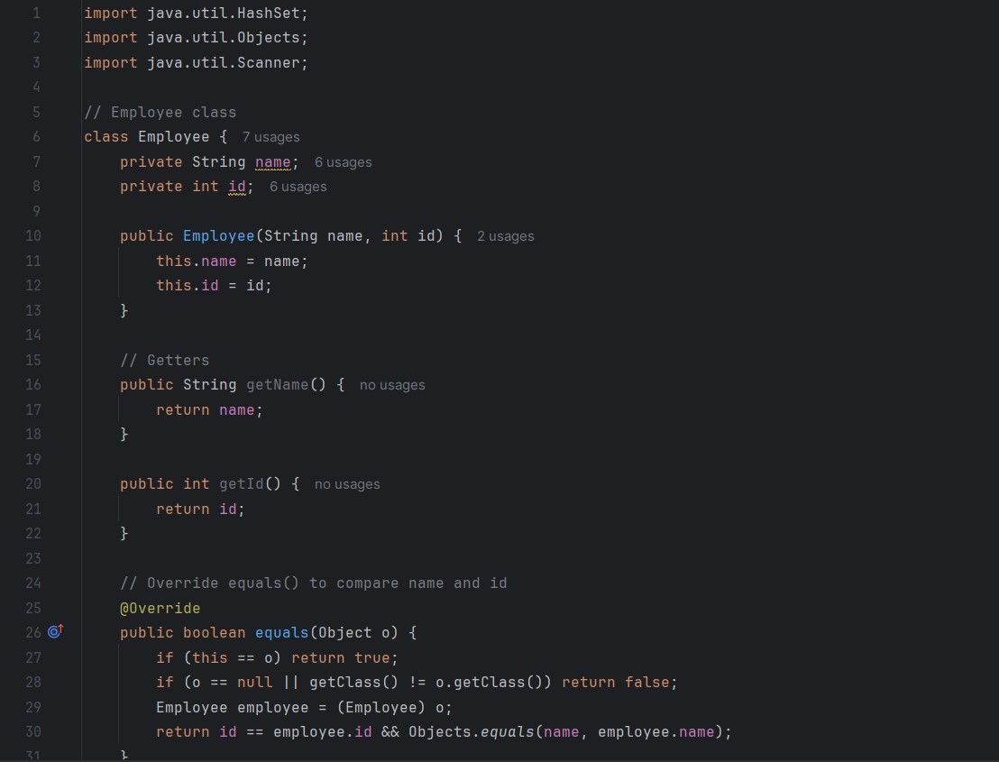 1 import java.util.HashSet;
2 import java.util.Objects;
3 import java.util.Scanner;
4
5 // Employee class
6 class Employee { 7 usages
7     private String name; 6 usages
8     private int id; 6 usages
9
10     public Employee(String name, int id) { 2 usages
11         this.name = name;
12         this.id = id;
13     }
14
15     // Getters
16     public String getName() { no usages
17         return name;
18     }
19
20     public int getId() { no usages
21         return id;
22     }
23
24     // Override equals() to compare name and id
25     @Override
26     public boolean equals(Object o) {
27         if (this == o) return true;
28         if (o == null || getClass() != o.getClass()) return false;
29         Employee employee = (Employee) o;
30         return id == employee.id && Objects.equals(name, employee.name);
31     }